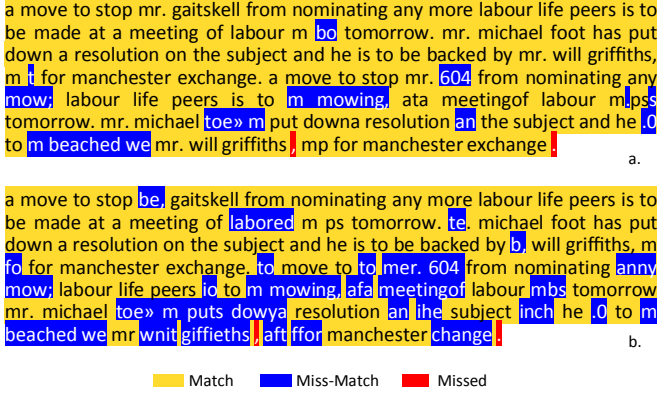 a move to stop mr. gaitskell from nominating any more labour life peers is to
be made at a meeting of labour m bo tomorrow. mr. michael foot has put
down a resolution on the subject and he is to be backed by mr. will griffiths,
m t for manchester exchange. a move to stop mr. 604 from nominating any
mow; labour life peers is to m mowing, ata meetingof labour m.pss
tomorrow. mr. michael toe» m put downa resolution an the subject and he .0
to m beached we mr. will griffiths , mp for manchester exchange .
a.
a move to stop be, gaitskell from nominating any more labour life peers is to
be made at a meeting of labored m ps tomorrow. te. michael foot has put
down a resolution on the subject and he is to be backed by b, will griffiths, m
fo for manchester exchange. to move to to mer. 604 from nominating anny
mow; labour life peers io to m mowing, afa meetingof labour mbs tomorrow
mr. michael toe» m puts dowya resolution an ihe subject inch he .0 to m
beached we mr wnit giffieths , aft ffor manchester change .
b.
Match Miss-Match Missed